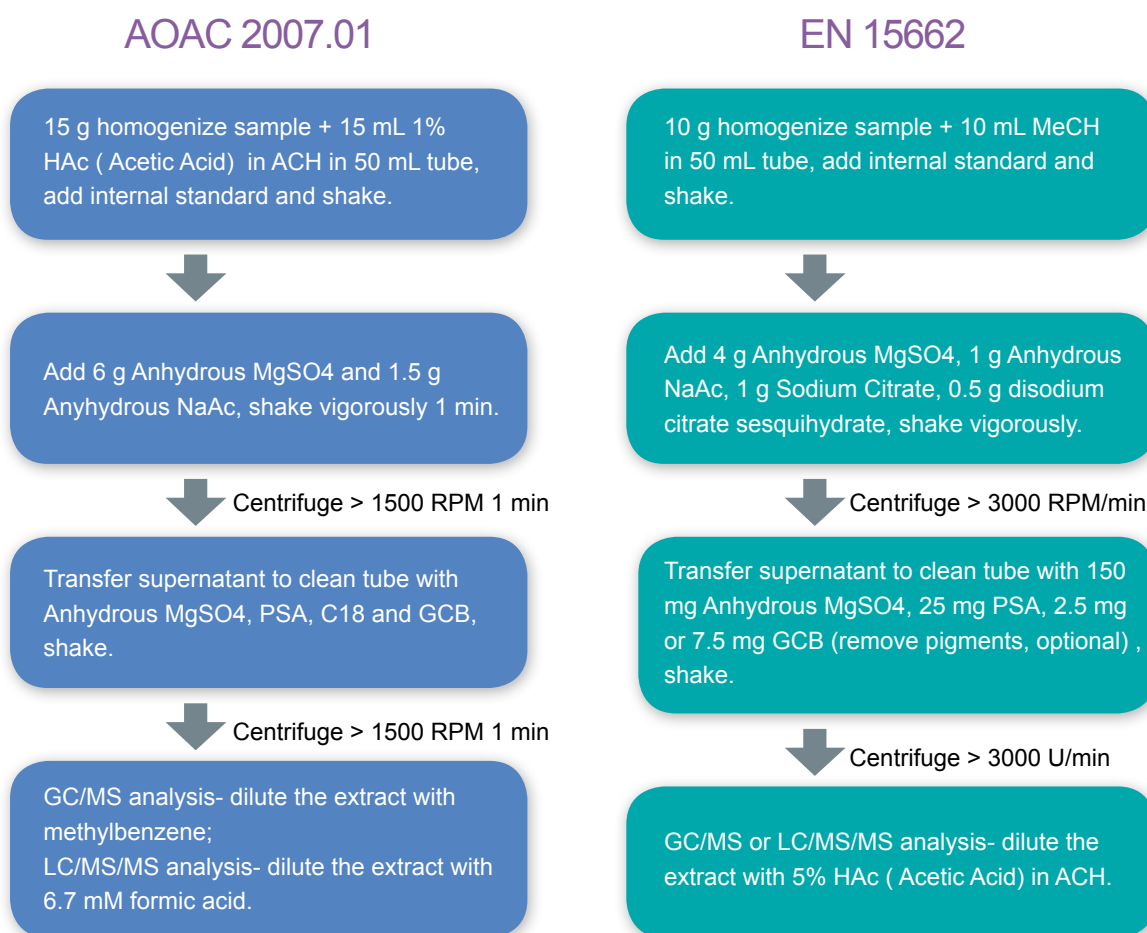 AOAC 2007.01
15 g homogenize sample + 15 mL 1%
HAc ( Acetic Acid)  in ACH in 50 mL tube,
add internal standard and shake.
Add 6 g Anhydrous MgSO4 and 1.5 g
Anyhydrous NaAc, shake vigorously 1 min.
Centrifuge > 1500 RPM 1 min
Transfer supernatant to clean tube with
Anhydrous MgSO4, PSA, C18 and GCB,
shake.
Centrifuge > 1500 RPM 1 min
GC/MS analysis- dilute the extract with
methylbenzene;
LC/MS/MS analysis- dilute the extract with
6.7 mM formic acid.
EN 15662
10 g homogenize sample + 10 mL MeCH
in 50 mL tube, add internal standard and
shake.
Add 4 g Anhydrous MgSO4, 1 g Anhydrous
NaAc, 1 g Sodium Citrate, 0.5 g disodium
citrate sesquihydrate, shake vigorously.
Centrifuge > 3000 RPM/min
Transfer supernatant to clean tube with 150
mg Anhydrous MgSO4, 25 mg PSA, 2.5 mg
or 7.5 mg GCB (remove pigments, optional) ,
shake.
Centrifuge > 3000 U/min
GC/MS or LC/MS/MS analysis- dilute the
extract with 5% HAc ( Acetic Acid) in ACH.